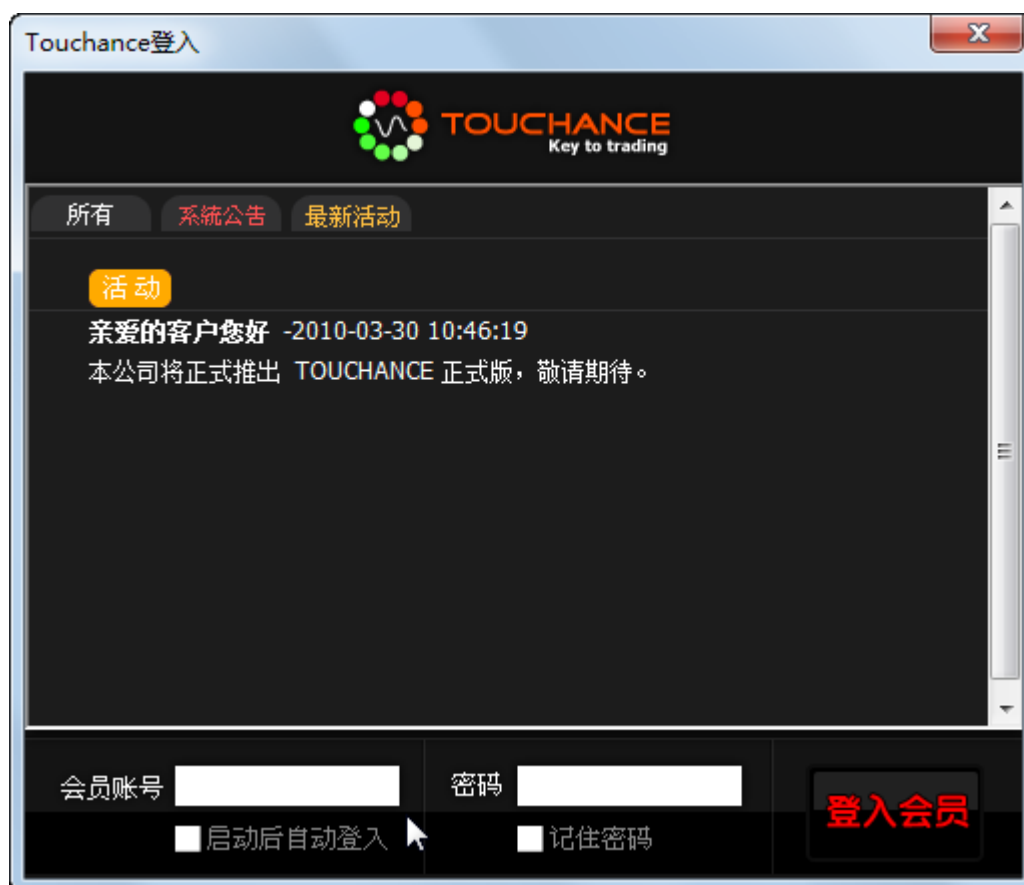 Touchance登入
TOUCHANCE
Key to trading
所有 系統公告 最新活动
活动
亲爱的客户您好 -2010-03-30 10:46:19
本公司将正式推出 TOUCHANCE 正式版，敬请期待。
会员账号 密码 登入会员
启动后自动登入 记住密码